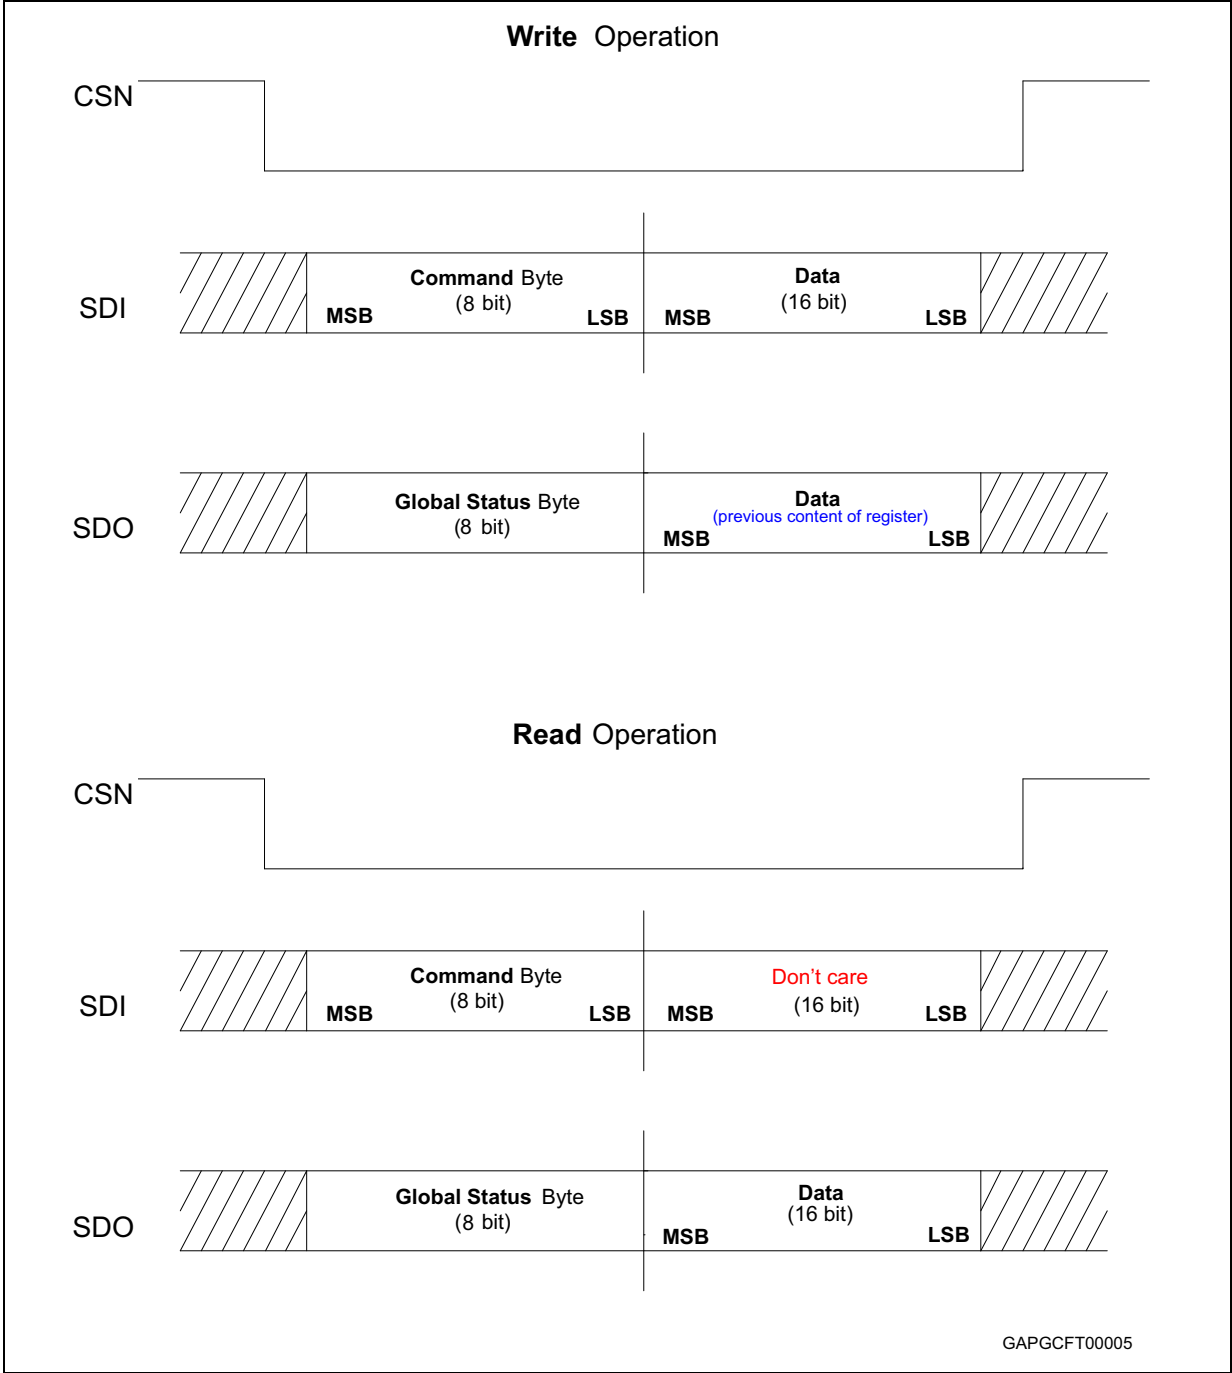 Write Operation
CSN
SDI
Command Byte
(8 bit)
MSB LSB
Data
(16 bit)
MSB LSB
SDO
Global Status Byte
(8 bit)
Data
(previous content of register)
MSB LSB
Read Operation
CSN
SDI
Command Byte
(8 bit)
MSB LSB
Don't care
(16 bit)
MSB LSB
SDO
Global Status Byte
(8 bit)
Data
(16 bit)
MSB LSB
GAPGCFT00005